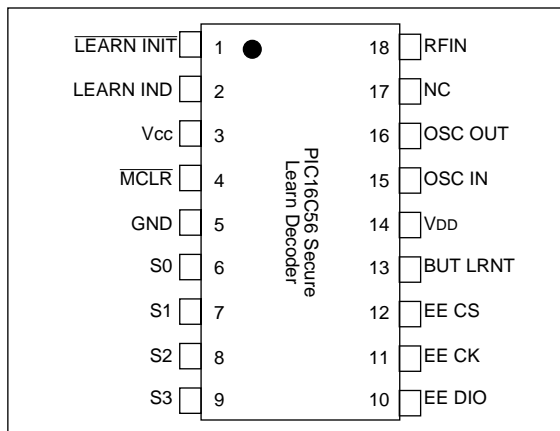 LEARN INIT 1 18 RFIN
LEARN IND 2 17 NC
Vcc 3 16 OSC OUT
MCLR 4 15 OSC IN
GND 5 14 VDD
S0 6 13 BUT LRNT
S1 7 12 EE CS
S2 8 11 EE CK
S3 9 10 EE DIO
PIC16C56 Secure
Learn Decoder